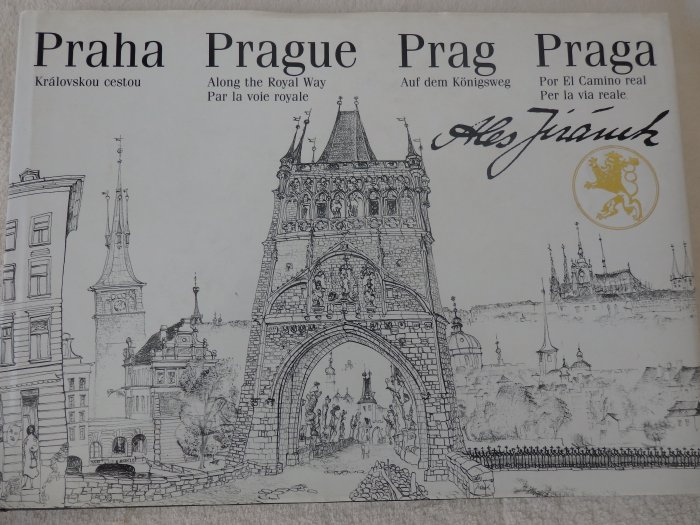 Praha
Královskou cestou
Prague
Along the Royal Way
Par la voie royale
Prag
Auf dem Königsweg
Praga
Por El Camino real
Per la via reale
Aleš Jiránek